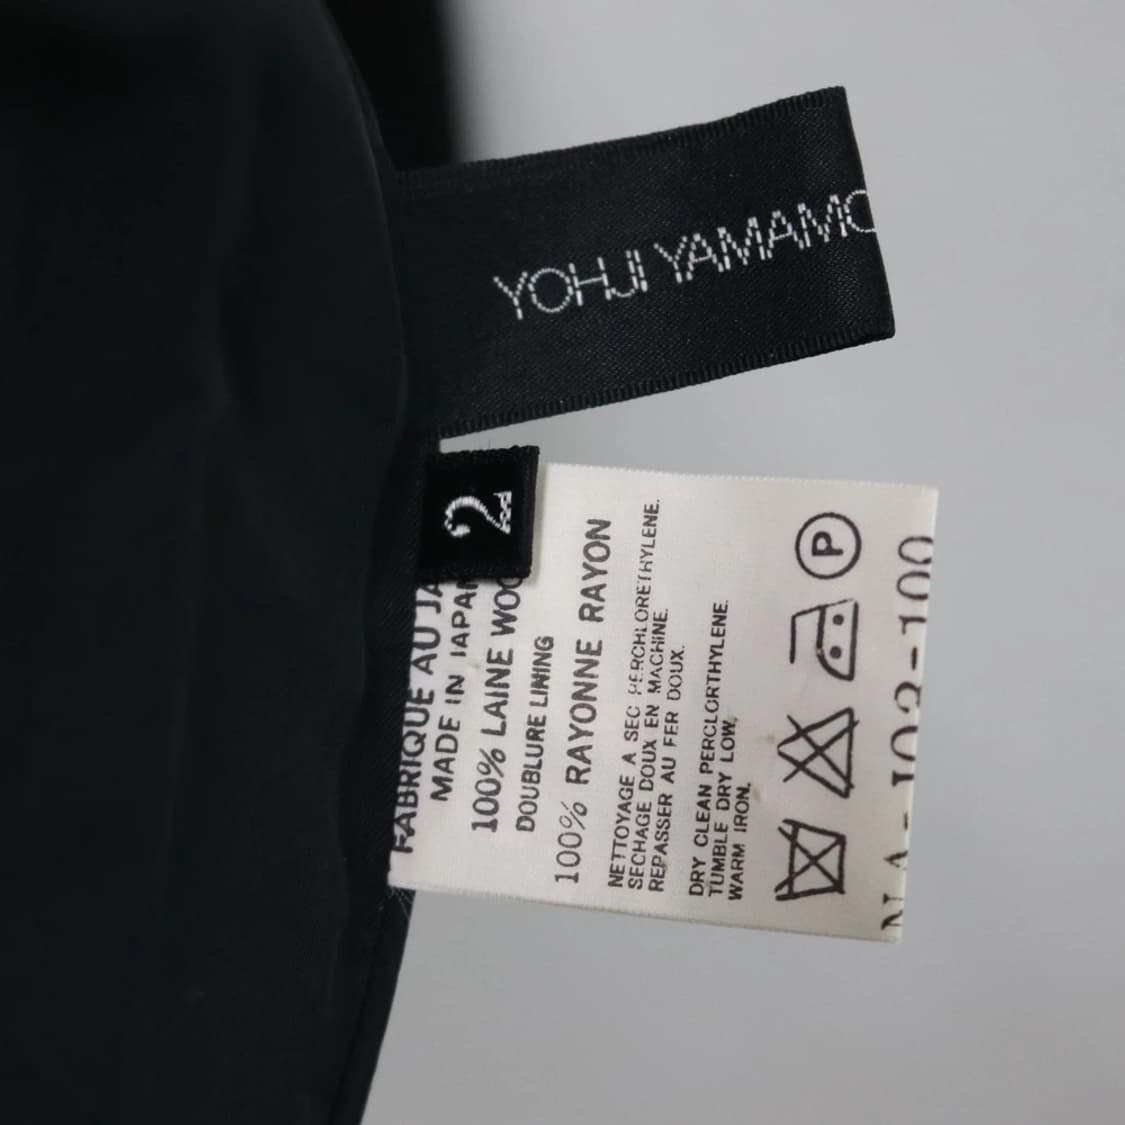 YOHJI YAMAMO
2
FABRIQUE AU JA
MADE IN JAPAN
100% LAINE WOO
DOUBLURE LINING
100% RAYONNE RAYON
NETTOYAGE A SEC PERCHLORETHYLENE.
SECHAGE DOUX EN MACHINE.
REPASSER AU FER DOUX.
DRY CLEAN PERCLORTHYLENE.
TUMBLE DRY LOW.
WARM IRON.
P
NA-J03-100